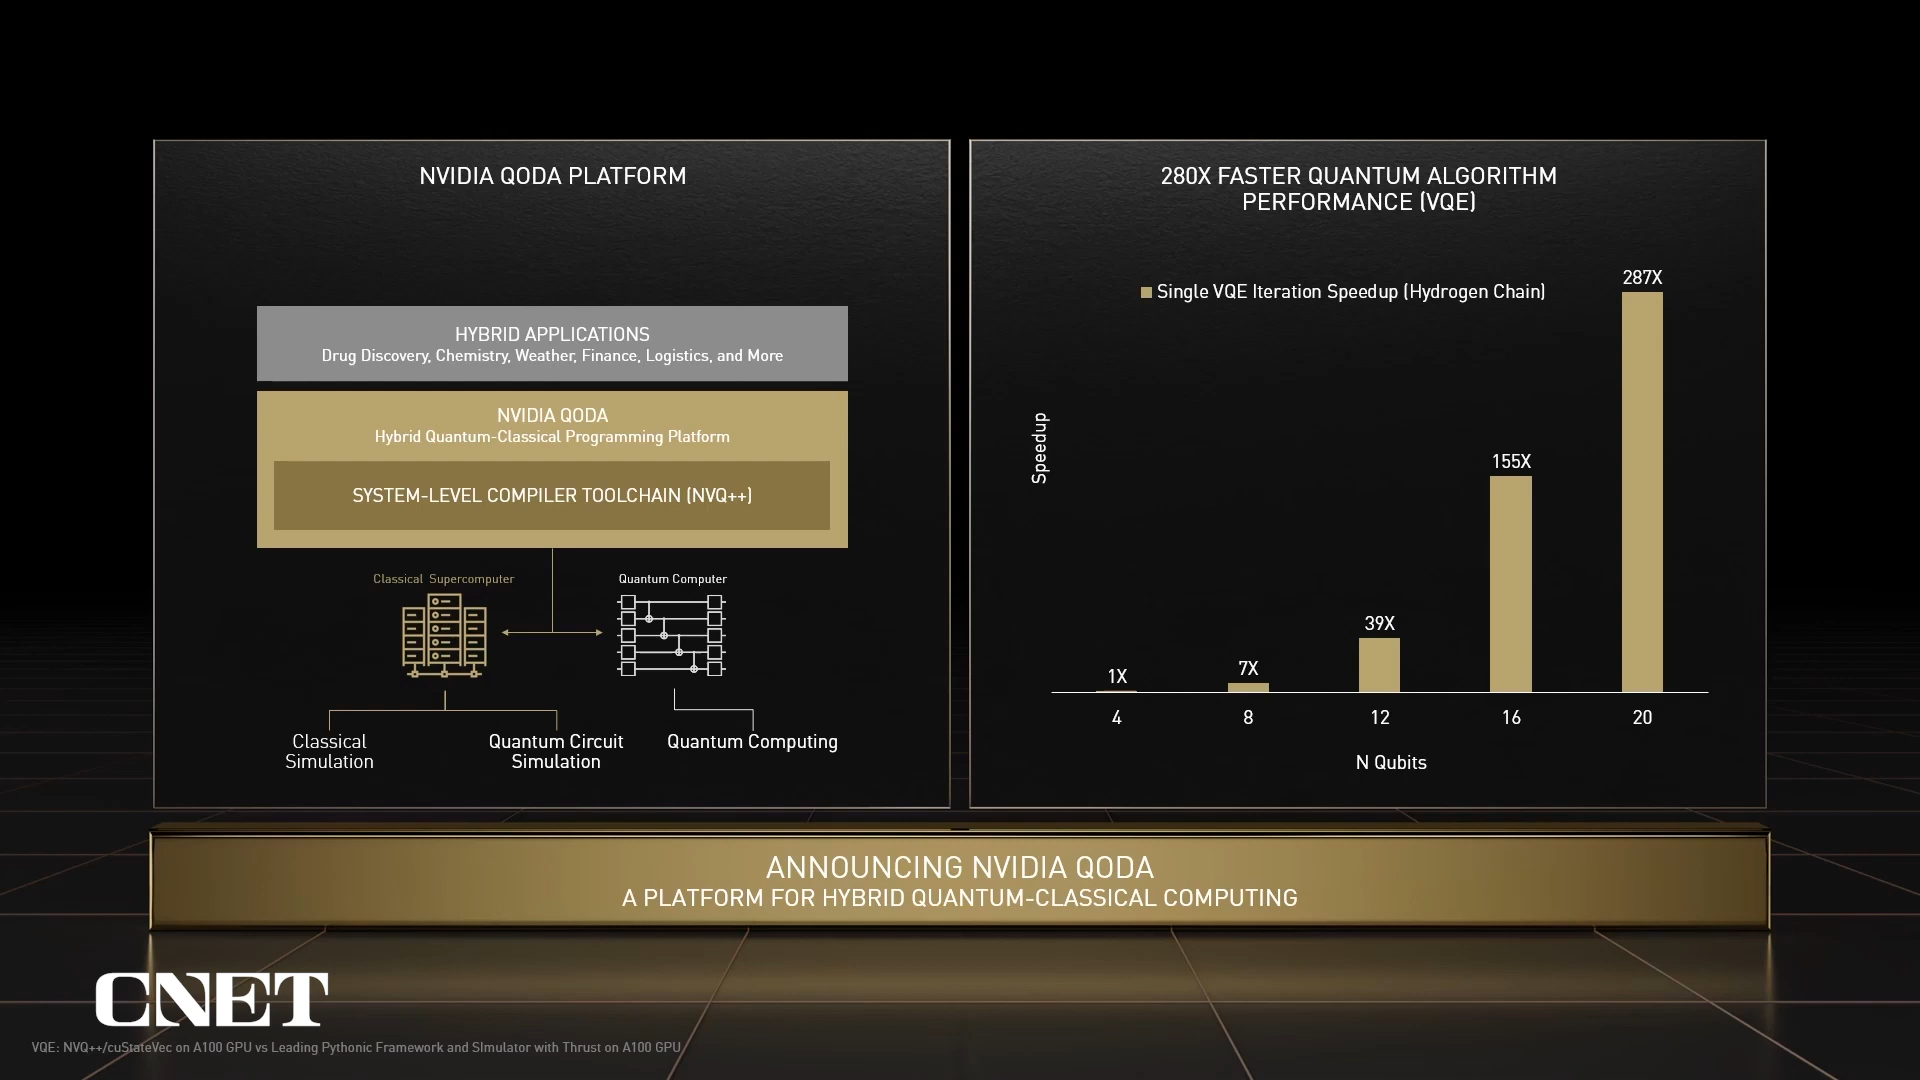 NVIDIA QODA PLATFORM
HYBRID APPLICATIONS
Drug Discovery, Chemistry, Weather, Finance, Logistics, and More
NVIDIA QODA
Hybrid Quantum-Classical Programming Platform
SYSTEM-LEVEL COMPILER TOOLCHAIN (NVQ++)
Classical Supercomputer
Quantum Computer
Classical
Simulation
Quantum Circuit
Simulation
Quantum Computing
280X FASTER QUANTUM ALGORITHM
PERFORMANCE (VQE)
Single VQE Iteration Speedup (Hydrogen Chain)
Speedup
1X
7X
39X
155X
287X
4
8
12
16
20
N Qubits
ANNOUNCING NVIDIA QODA
A PLATFORM FOR HYBRID QUANTUM-CLASSICAL COMPUTING
CNET
VQE: NVQ++/cuStateVec on A100 GPU vs Leading Pythonic Framework and SImulator with Thrust on A100 GPU